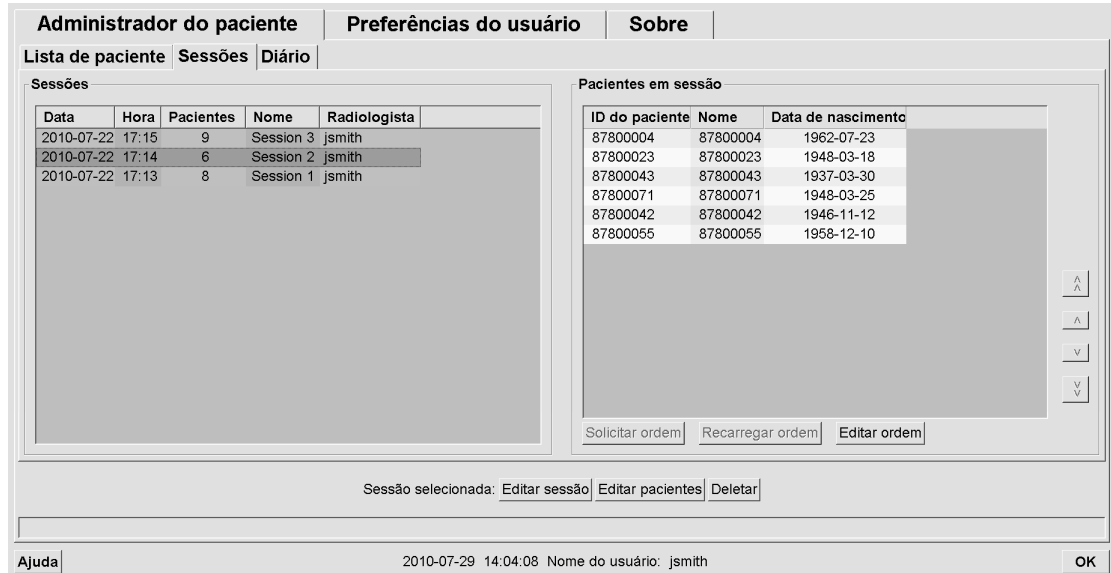 Administrador do paciente Preferências do usuário Sobre
Lista de paciente Sessões Diário
Sessões
Data Hora Pacientes Nome Radiologista
2010-07-22 17:15 9 Session 3 jsmith
2010-07-22 17:14 6 Session 2 jsmith
2010-07-22 17:13 8 Session 1 jsmith
Pacientes em sessão
ID do paciente Nome Data de nascimento
87800004 87800004 1962-07-23
87800023 87800023 1948-03-18
87800043 87800043 1937-03-30
87800071 87800071 1948-03-25
87800042 87800042 1946-11-12
87800055 87800055 1958-12-10
Solicitar ordem Recarregar ordem Editar ordem
Sessão selecionada: Editar sessão Editar pacientes Deletar
Ajuda 2010-07-29 14:04:08 Nome do usuário: jsmith OK